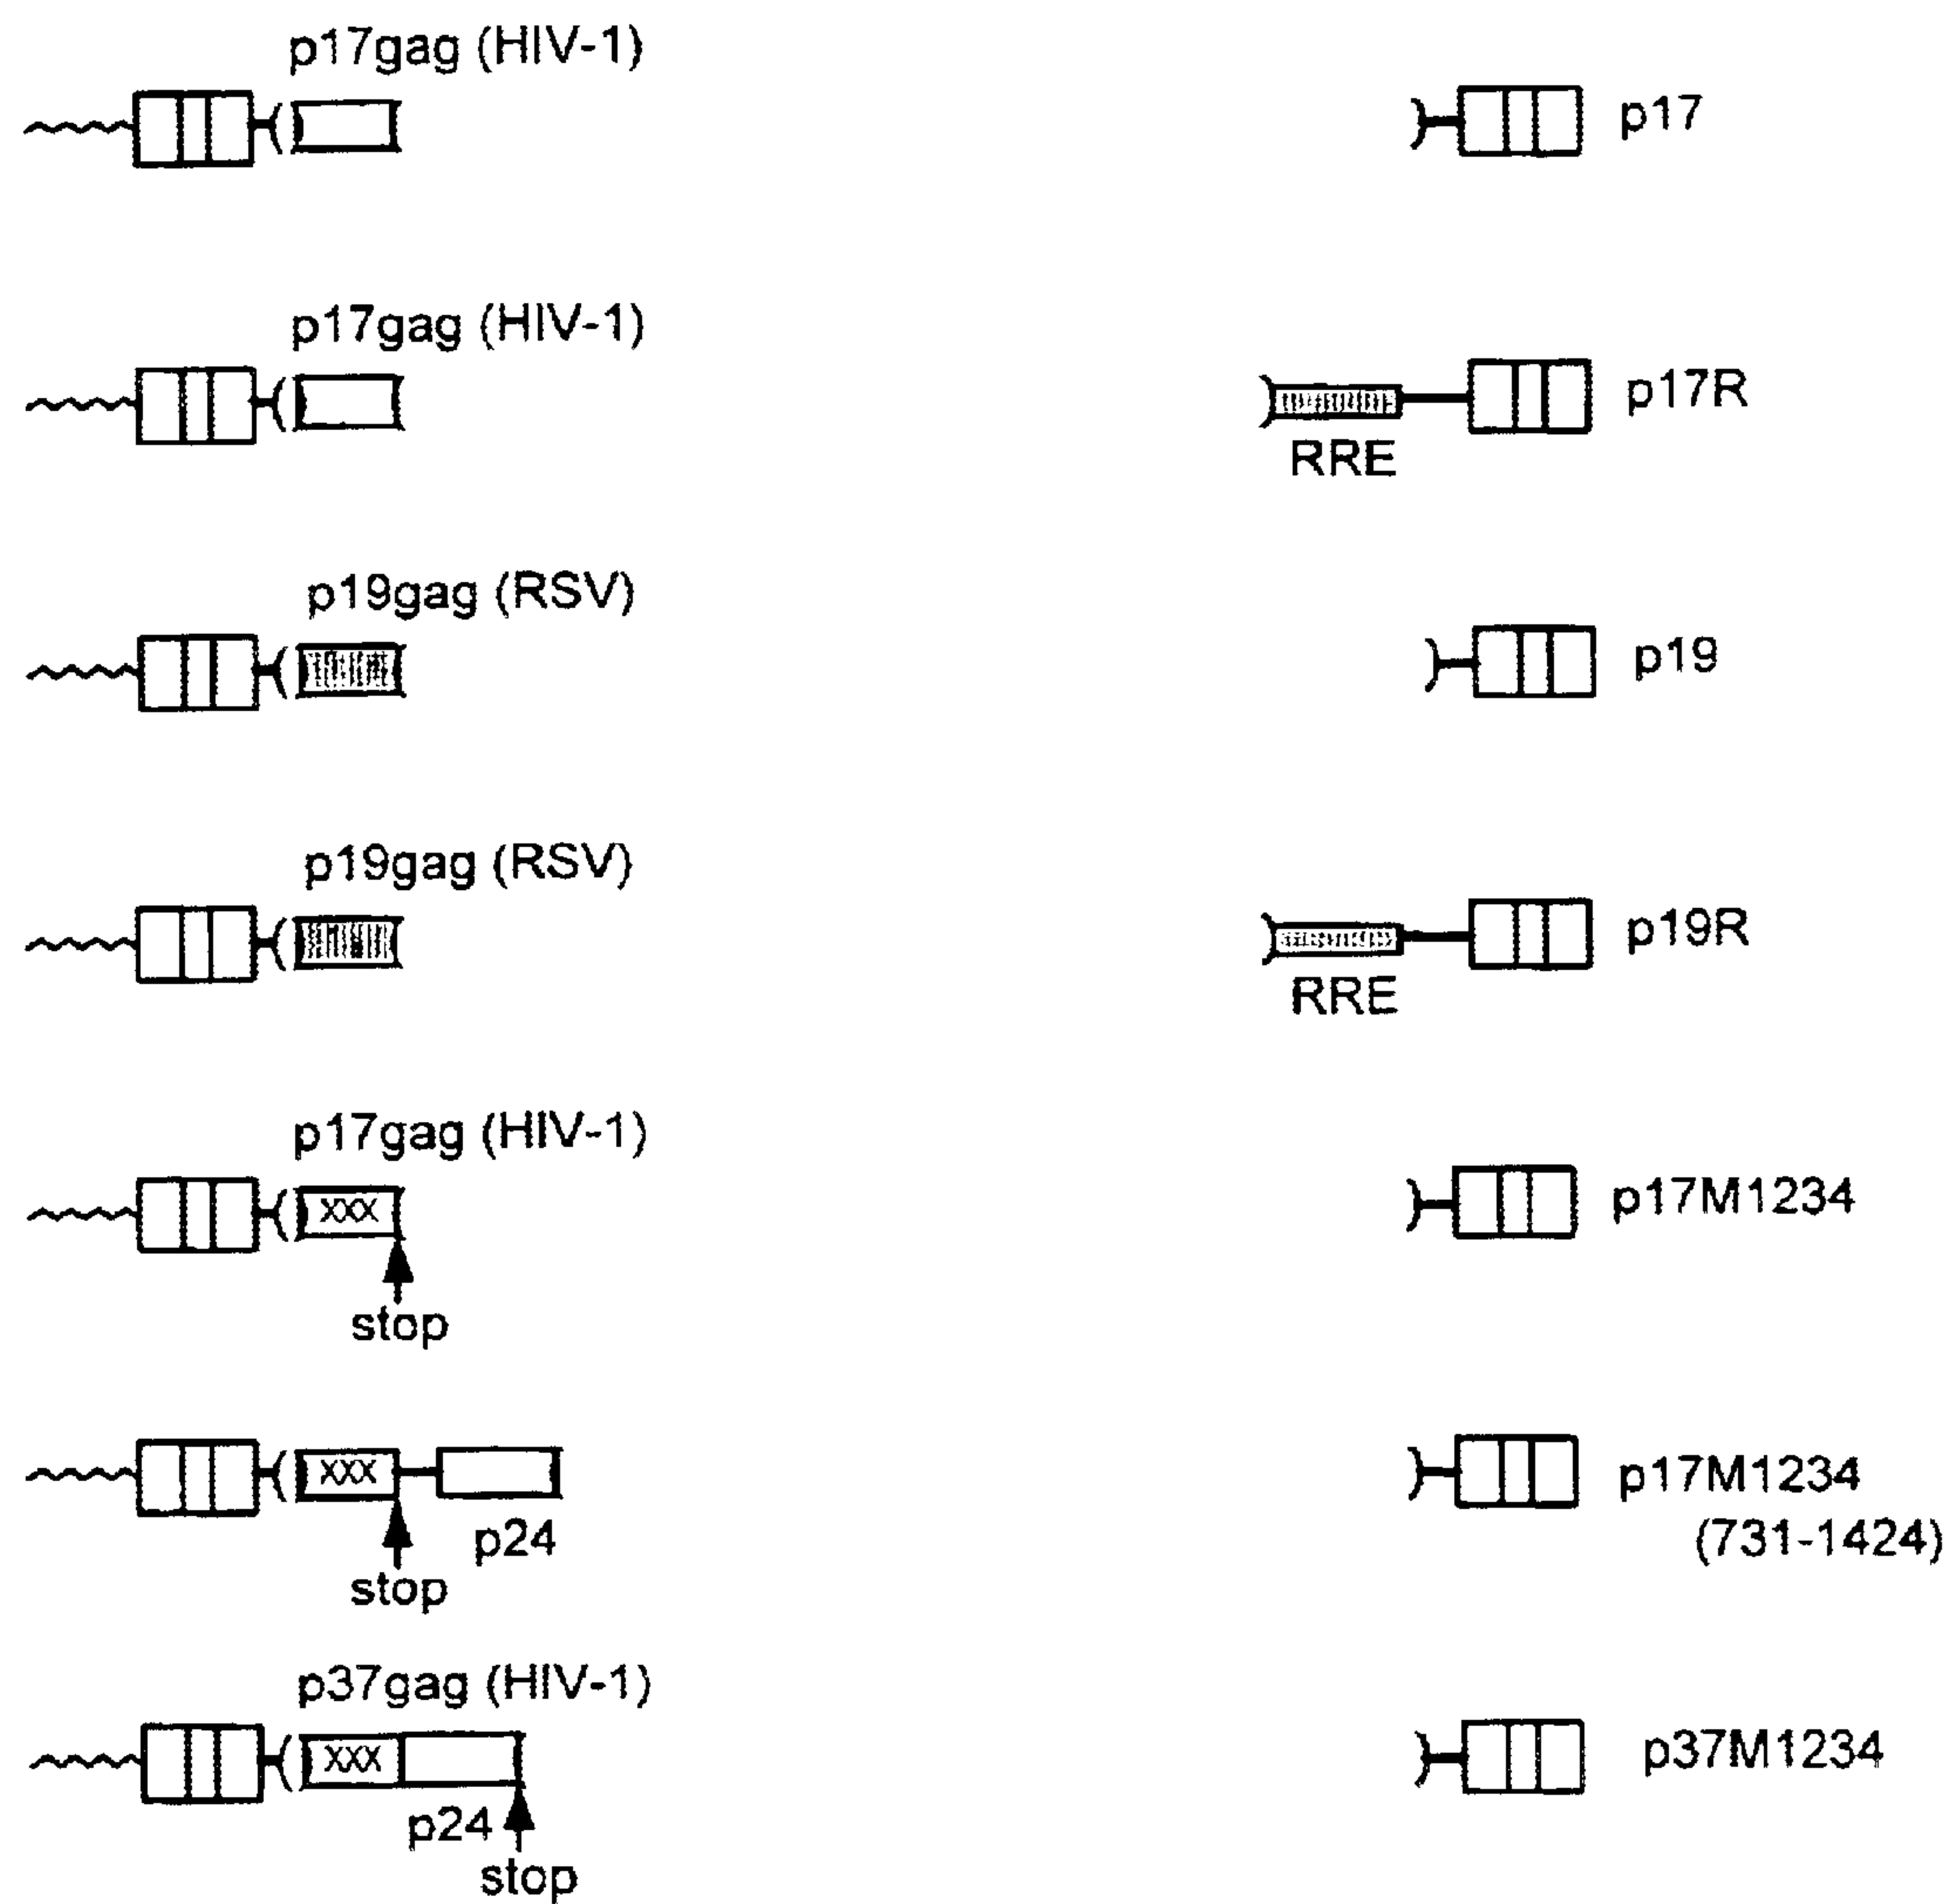 p17gag (HIV-1)
p17
p17gag (HIV-1)
p17R
RRE
p19gag (RSV)
p19
p19gag (RSV)
p19R
RRE
p17gag (HIV-1)
XXX
p17M1234
stop
XXX
p17M1234
p24
(731-1424)
stop
p37gag (HIV-1)
XXX
p37M1234
p24
stop